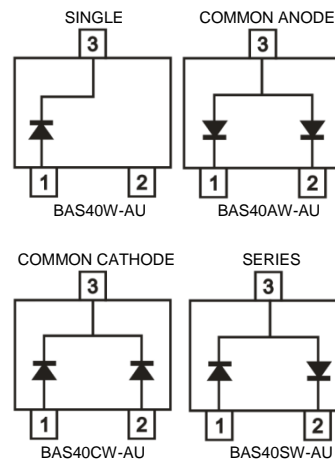 SINGLE
COMMON ANODE
3
3
1
2
1
2
BAS40W-AU
BAS40AW-AU
COMMON CATHODE
SERIES
3
3
1
2
1
2
BAS40CW-AU
BAS40SW-AU